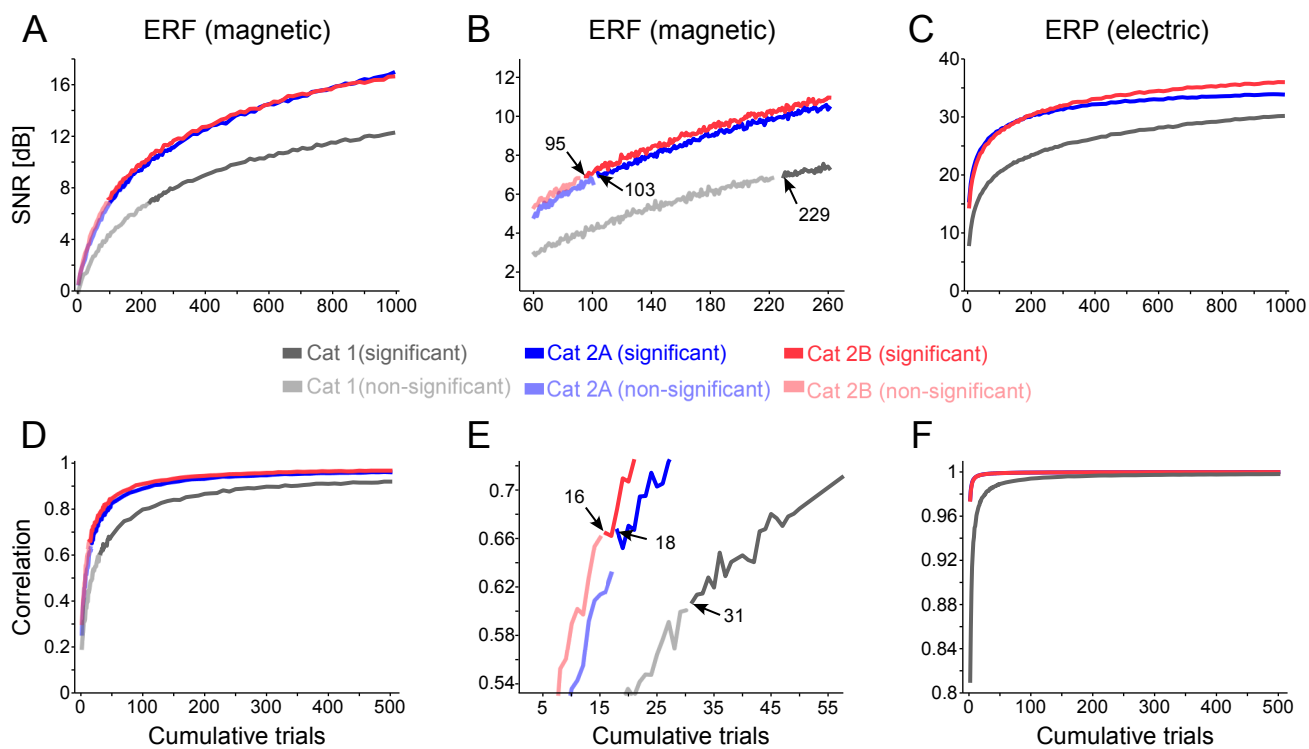 A
ERF (magnetic)
B
ERF (magnetic)
C
ERP (electric)
SNR [dB]
16
12
8
4
0
0 200 400 600 800 1000
12
10
8
6
4
2
95
103
229
60 100 140 180 220 260
40
30
20
10
0
0 200 400 600 800 1000
Cat 1(significant)
Cat 2A (significant)
Cat 2B (significant)
Cat 1(non-significant)
Cat 2A (non-significant)
Cat 2B (non-significant)
D
E
F
Correlation
1
0.8
0.6
0.4
0.2
0
0 100 200 300 400 500
Cumulative trials
0.7
0.66
0.62
0.58
0.54
16
18
31
5 15 25 35 45 55
Cumulative trials
1
0.96
0.92
0.88
0.84
0.8
0 100 200 300 400 500
Cumulative trials